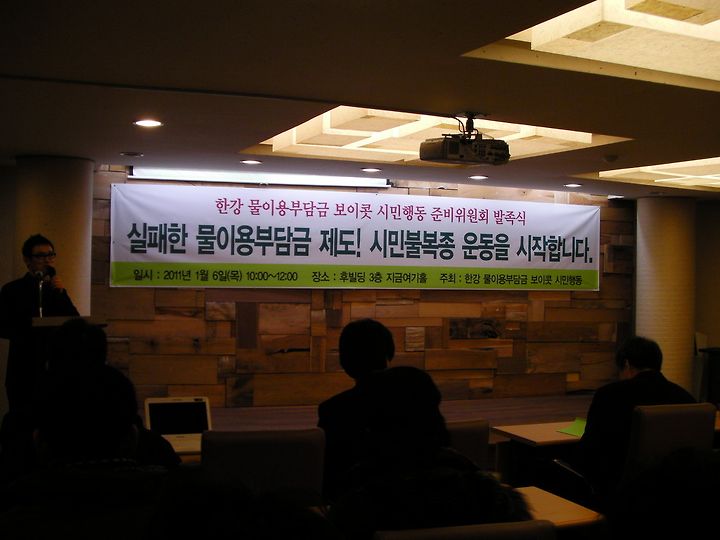 한강 물이용부담금 보이콧 시민행동 준비위원회 발족식
실패한 물이용부담금 제도! 시민불복종 운동을 시작합니다.
일시 : 2011년 1월 6일(목) 10:00~12:00 장소 : 후빌딩 3층 지금여기홀 주최 : 한강 물이용부담금 보이콧 시민행동